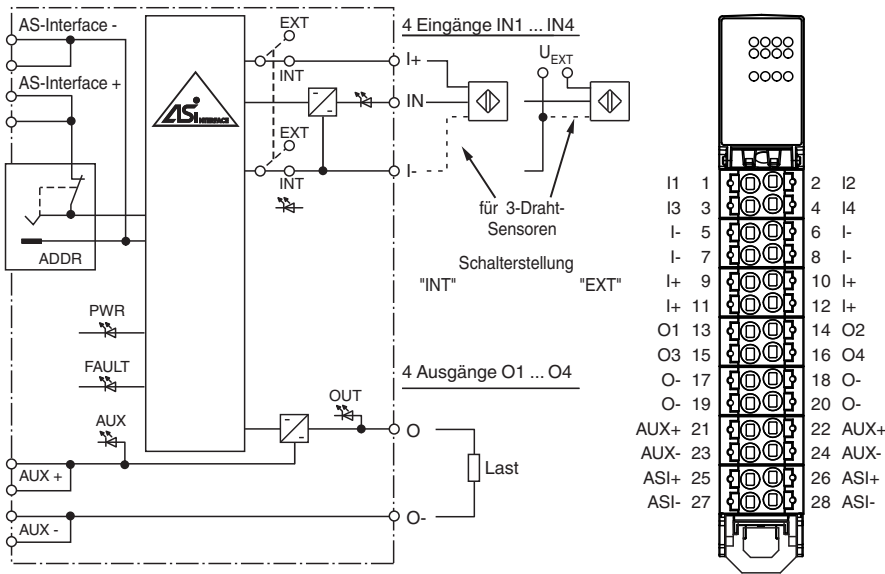 AS-Interface -
AS-Interface +
ADDR
PWR
FAULT
AUX
AUX +
AUX -
ASi INTERFACE
EXT
INT
EXT
INT
4 Eingänge IN1 ... IN4
I+
IN
I-
UEXT
für 3-Draht-
Sensoren
Schalterstellung
"INT" "EXT"
4 Ausgänge O1 ... O4
OUT
O
Last
O-
I1 1 2 I2
I3 3 4 I4
I- 5 6 I-
I- 7 8 I-
I+ 9 10 I+
I+ 11 12 I+
O1 13 14 O2
O3 15 16 O4
O- 17 18 O-
O- 19 20 O-
AUX+ 21 22 AUX+
AUX- 23 24 AUX-
ASI+ 25 26 ASI+
ASI- 27 28 ASI-